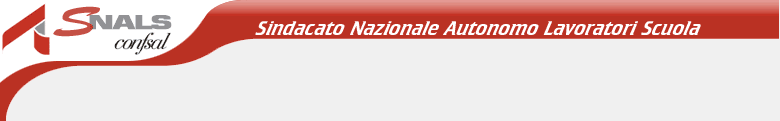 SNALS
confsal
Sindacato Nazionale Autonomo Lavoratori Scuola